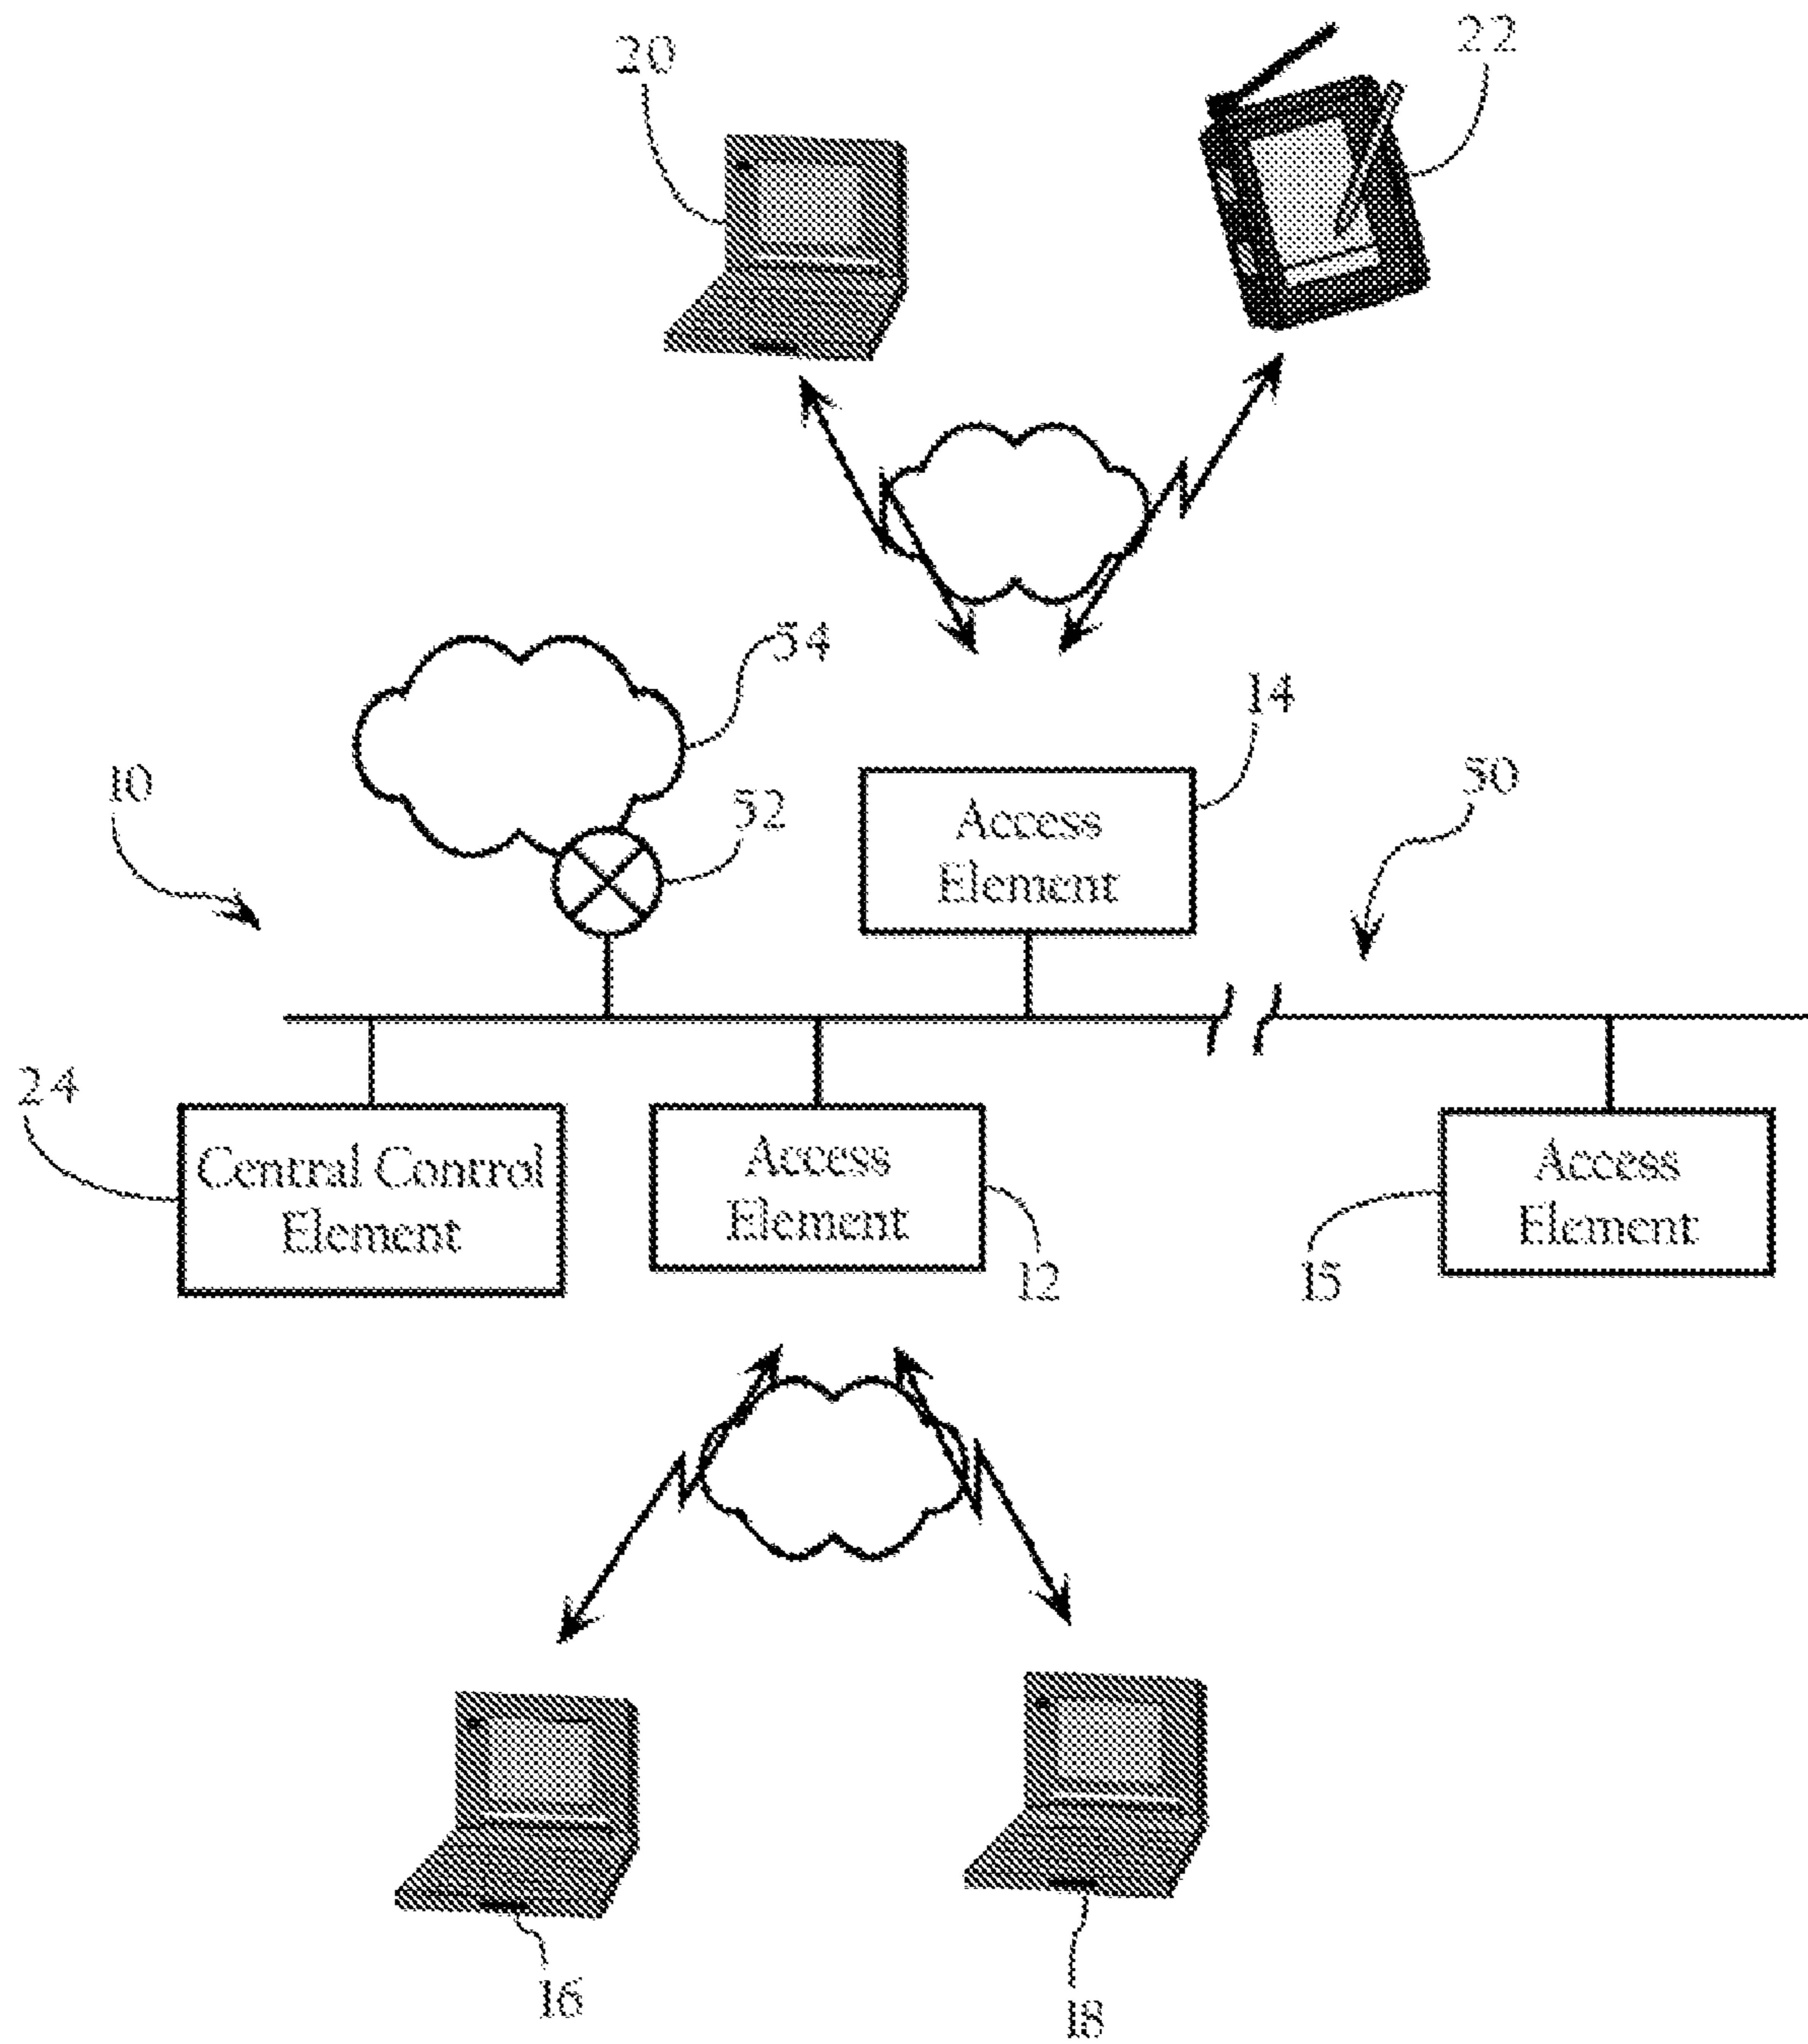 20
22
54
14
10
52
50
Access
Element
24
Central Control
Element
Access
Element
Access
Element
12
15
16
18